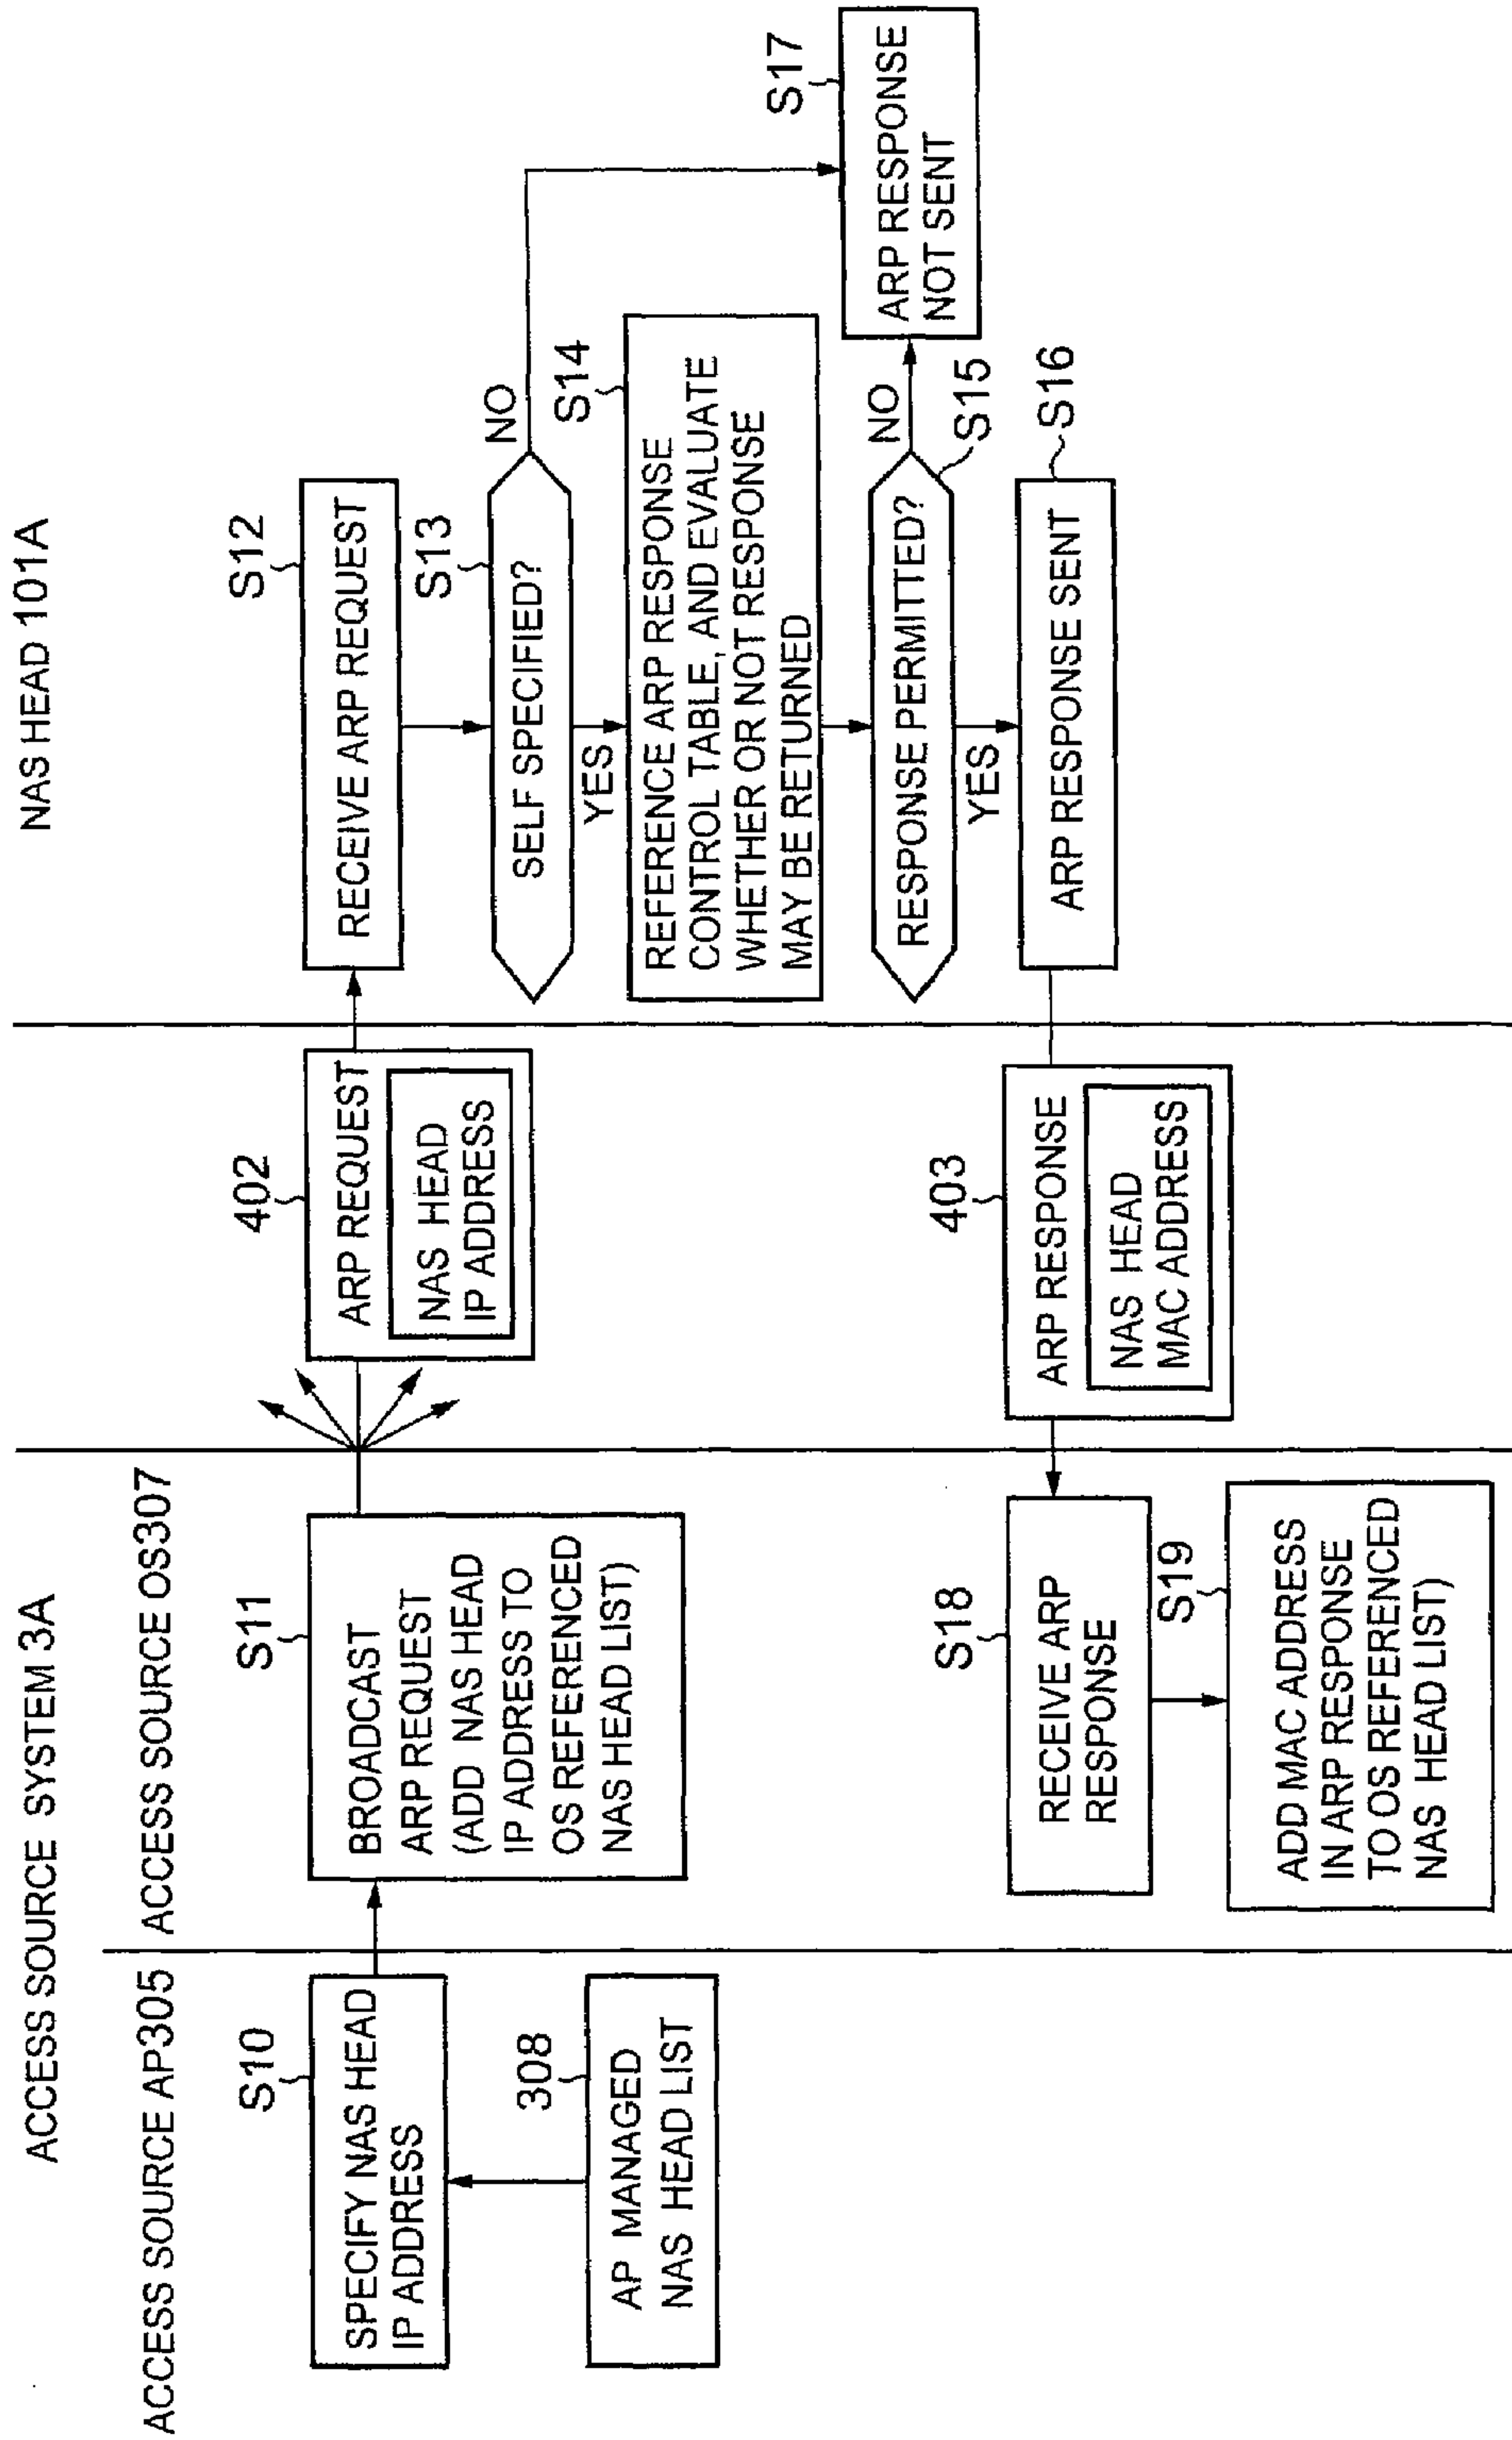 ACCESS SOURCE SYSTEM 3A
NAS HEAD 101A
ACCESS SOURCE AP305
ACCESS SOURCE OS307
S10
SPECIFY NAS HEAD
IP ADDRESS
308
AP MANAGED
NAS HEAD LIST
S11
BROADCAST
ARP REQUEST
(ADD NAS HEAD
IP ADDRESS TO
OS REFERENCED
NAS HEAD LIST)
402
ARP REQUEST
NAS HEAD
IP ADDRESS
S12
RECEIVE ARP REQUEST
S13
SELF SPECIFIED?
NO
YES
S14
REFERENCE ARP RESPONSE
CONTROL TABLE, AND EVALUATE
WHETHER OR NOT RESPONSE
MAY BE RETURNED
RESPONSE PERMITTED?
NO
S15
YES
S17
ARP RESPONSE
NOT SENT
S16
ARP RESPONSE SENT
403
ARP RESPONSE
NAS HEAD
MAC ADDRESS
S18
RECEIVE ARP
RESPONSE
S19
ADD MAC ADDRESS
IN ARP RESPONSE
TO OS REFERENCED
NAS HEAD LIST)